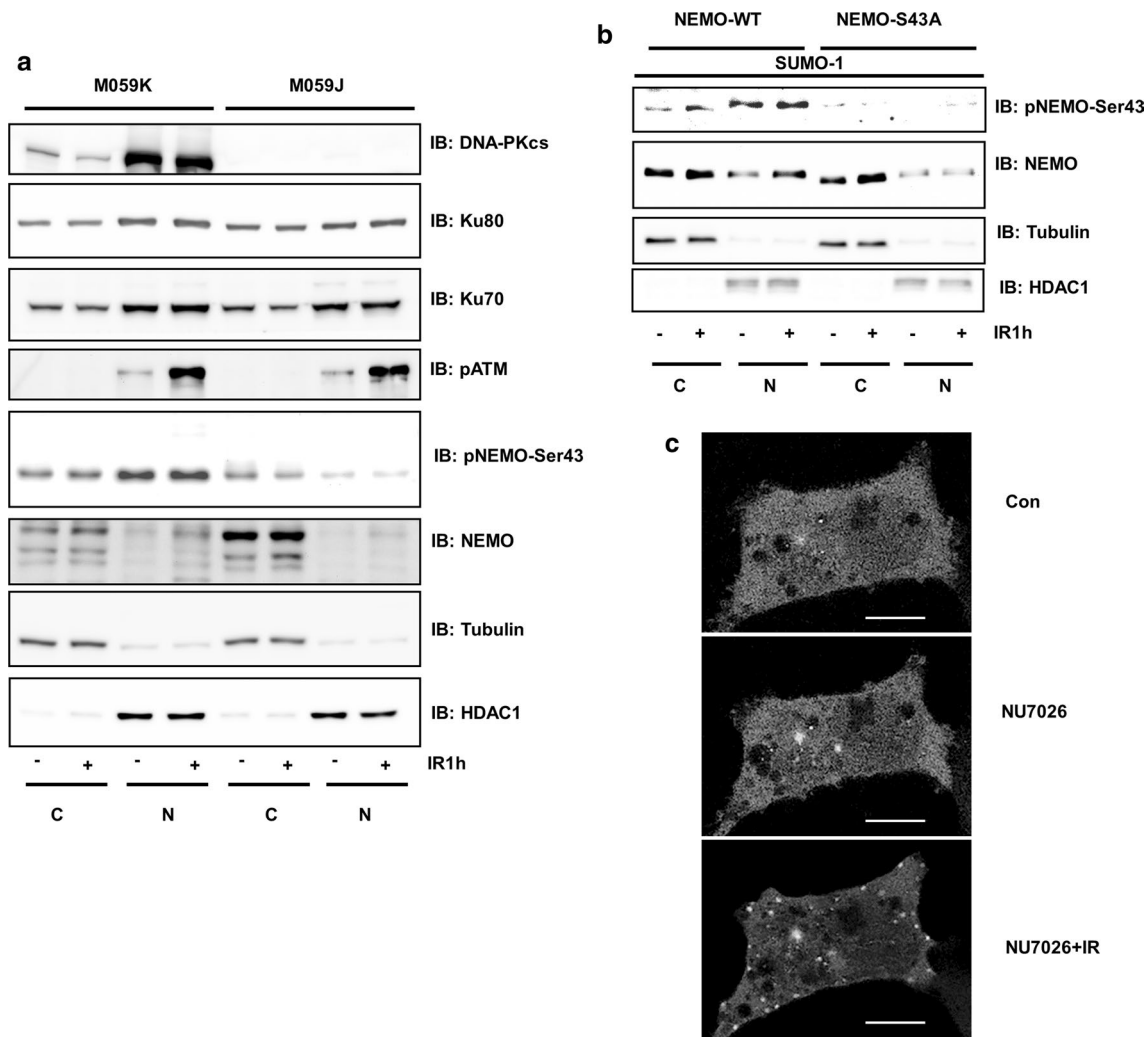 a
M059K M059J
IB: DNA-PKcs
IB: Ku80
IB: Ku70
IB: pATM
IB: pNEMO-Ser43
IB: NEMO
IB: Tubulin
IB: HDAC1
- + - + - + - + IR1h
C N C N
b
NEMO-WT NEMO-S43A
SUMO-1
IB: pNEMO-Ser43
IB: NEMO
IB: Tubulin
IB: HDAC1
- + - + - + - + IR1h
C N C N
c
Con
NU7026
NU7026+IR